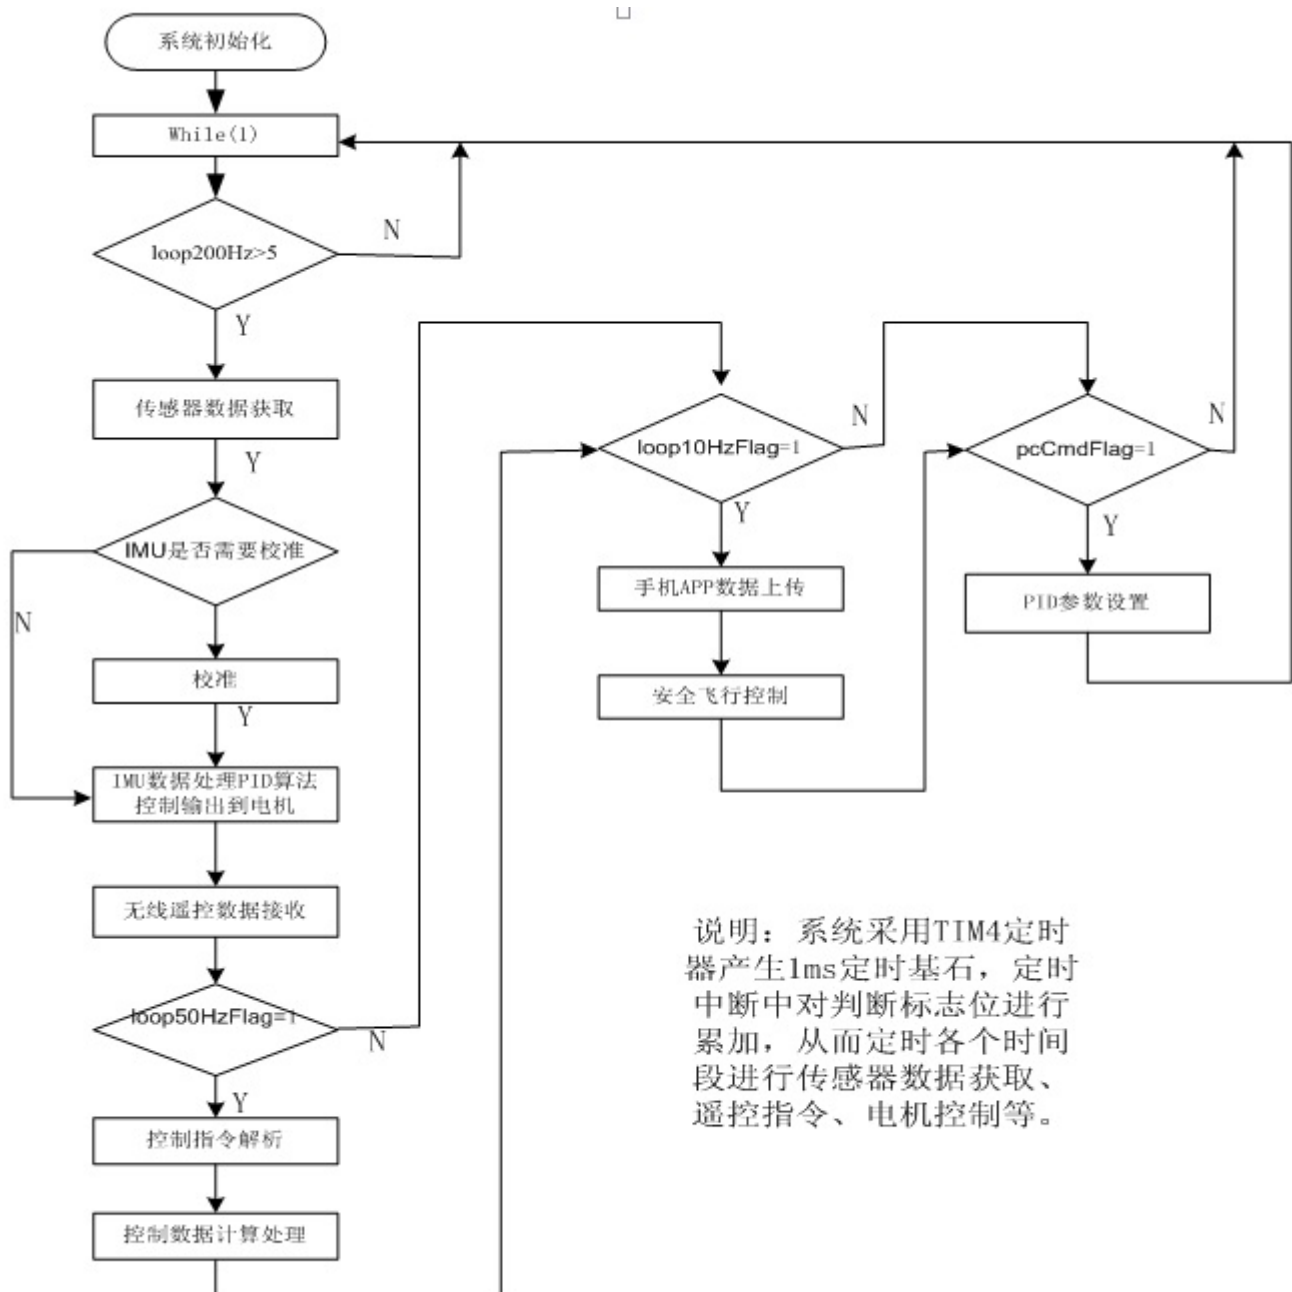 系统初始化
While(1)
loop200Hz>5
N
Y
传感器数据获取
Y
IMU是否需要校准
N
校准
Y
IMU数据处理PID算法
控制输出到电机
无线遥控数据接收
loop50HzFlag=1
N
Y
控制指令解析
控制数据计算处理
loop10HzFlag=1
N
Y
手机APP数据上传
安全飞行控制
pcCmdFlag=1
N
Y
PID参数设置
说明：系统采用TIM4定时
器产生1ms定时基石，定时
中断中对判断标志位进行
累加，从而定时各个时间
段进行传感器数据获取、
遥控指令、电机控制等。